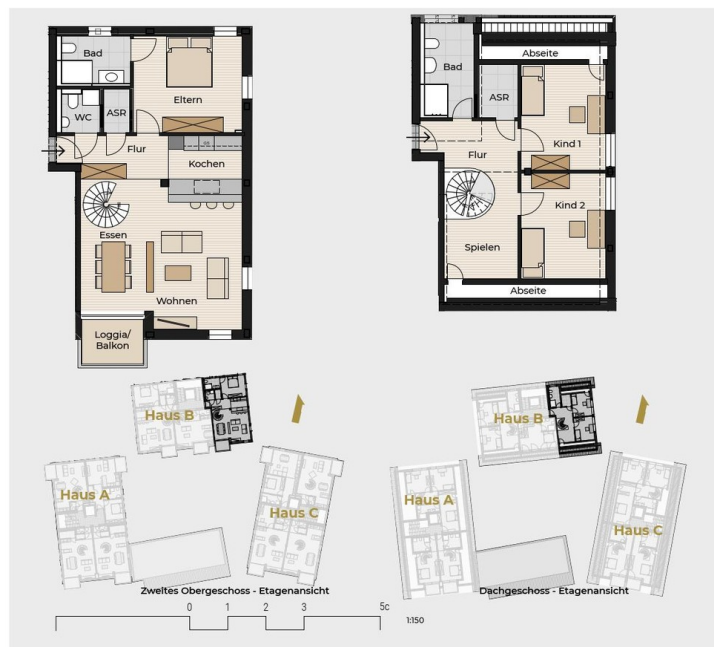 Bad
Eltern
WC
ASR
Flur
Kochen
Essen
Wohnen
Loggia/
Balkon
Abseite
Bad
ASR
Kind 1
Flur
Kind 2
Spielen
Abseite
Haus B
Haus A
Haus C
Zweites Obergeschoss - Etagenansicht
Haus B
Haus A
Haus C
Dachgeschoss - Etagenansicht
0 1 2 3 5c
1:150